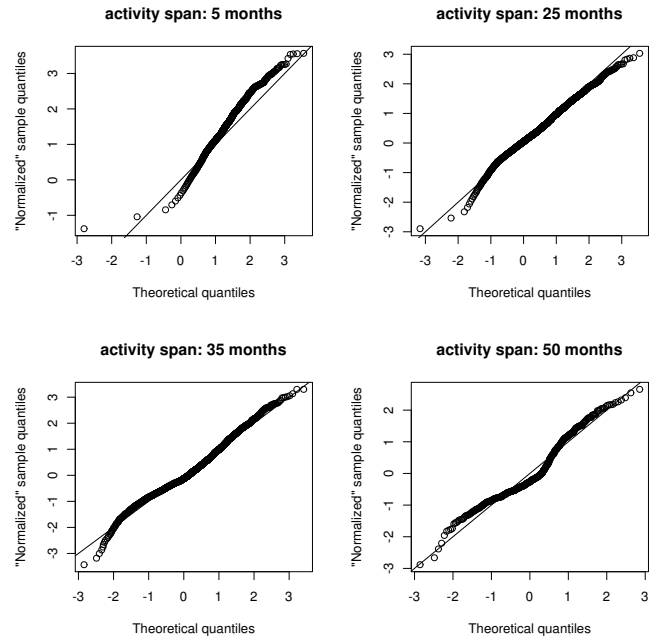 activity span: 5 months
"Normalized" sample quantiles
3
2
1
0
-1
-3 -2 -1 0 1 2 3
Theoretical quantiles
activity span: 25 months
"Normalized" sample quantiles
3
2
1
0
-1
-2
-3
-3 -2 -1 0 1 2 3
Theoretical quantiles
activity span: 35 months
"Normalized" sample quantiles
3
2
1
0
-1
-2
-3
-3 -2 -1 0 1 2 3
Theoretical quantiles
activity span: 50 months
"Normalized" sample quantiles
2
1
0
-1
-2
-3
-3 -2 -1 0 1 2 3
Theoretical quantiles